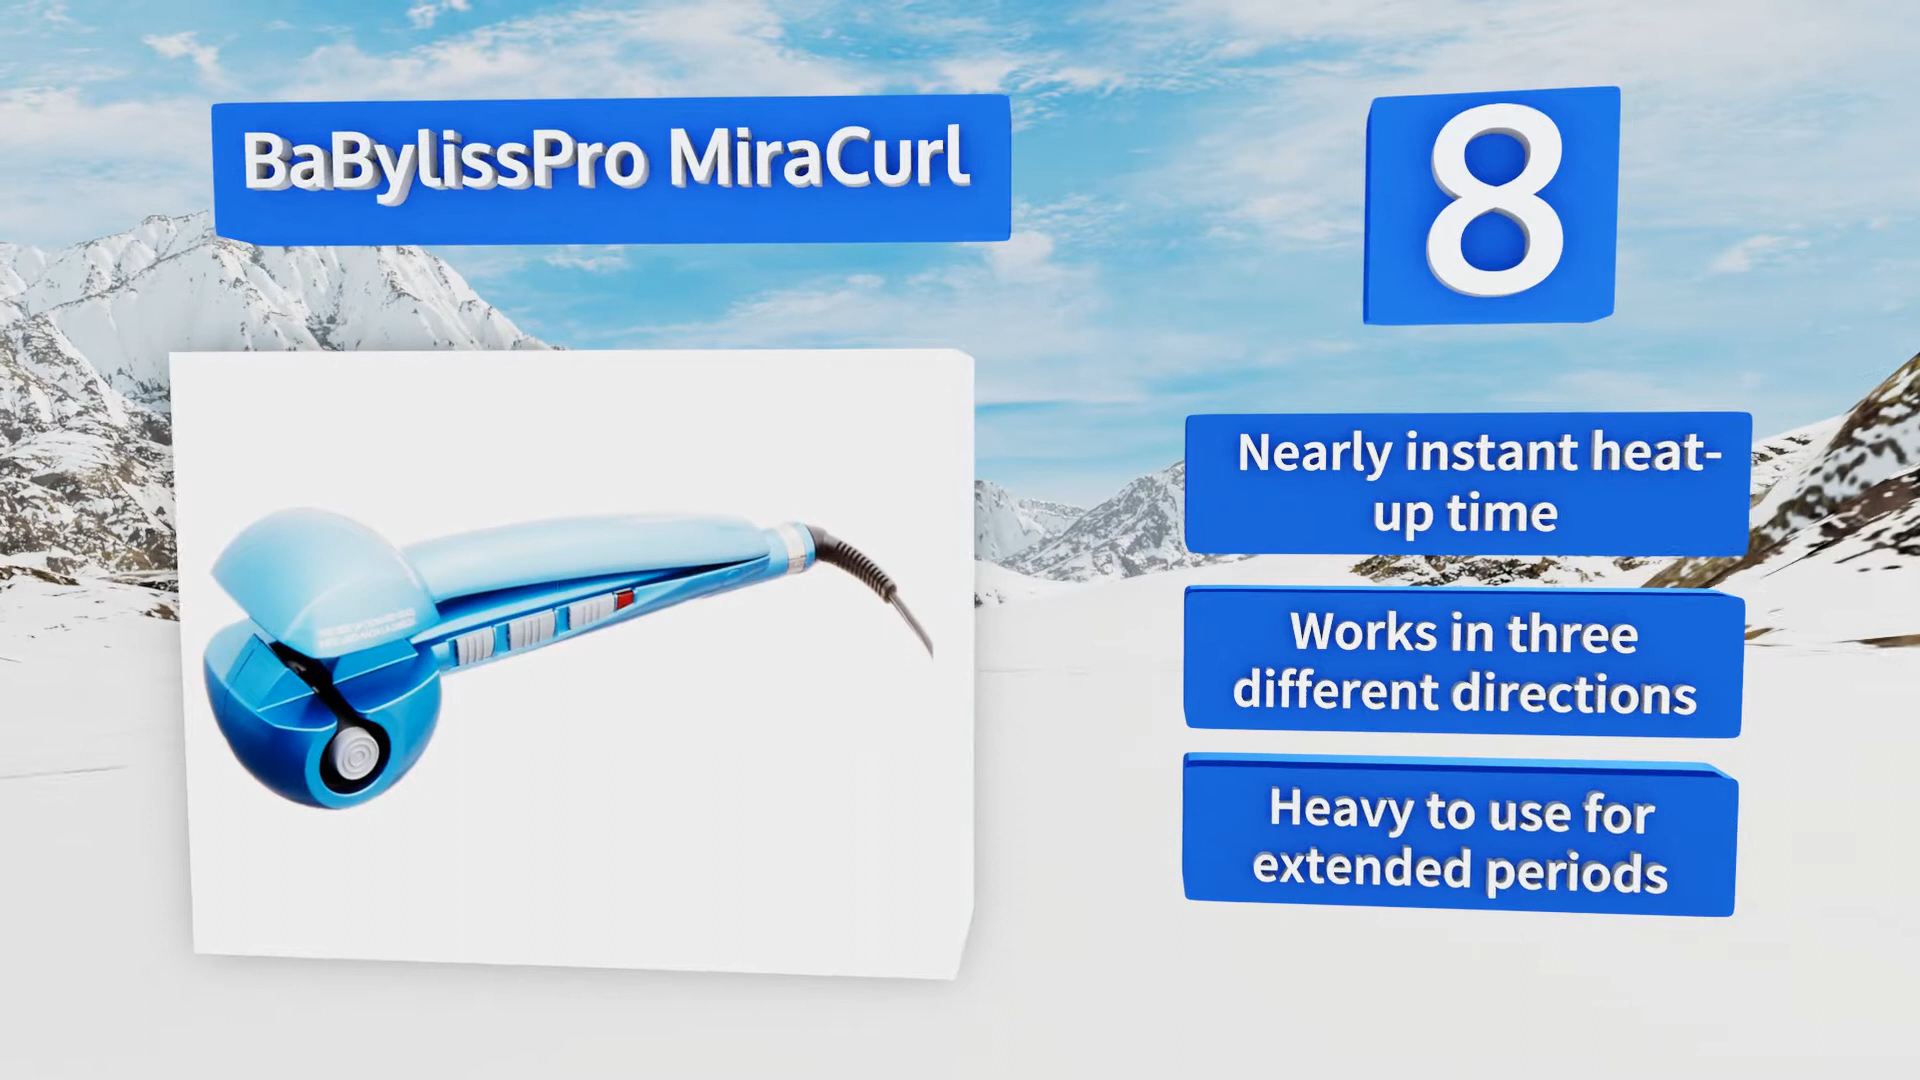 BaBylissPro MiraCurl
8
Nearly instant heat-
up time
Works in three
different directions
Heavy to use for
extended periods